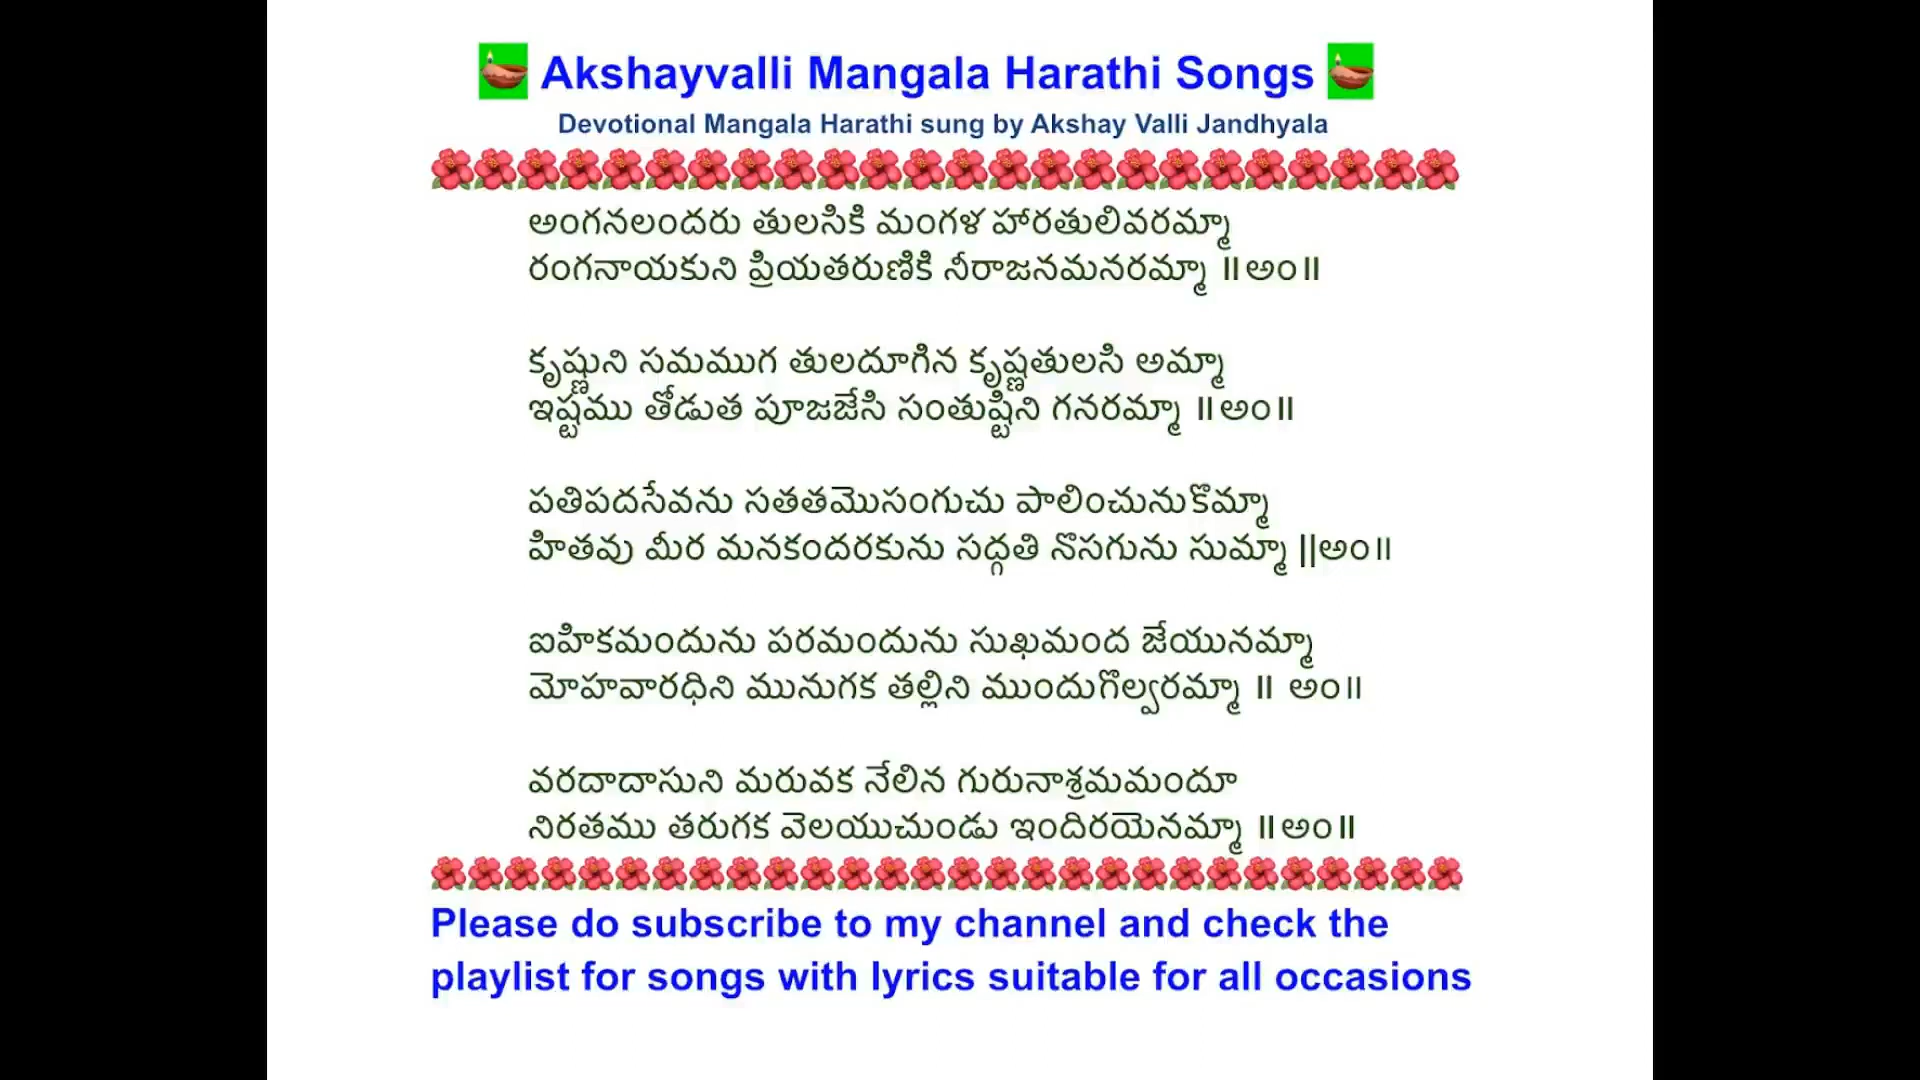 Akshayvalli Mangala Harathi Songs
Devotional Mangala Harathi sung by Akshay Valli Jandhyala
అంగనలందరు తులసికి మంగళ హారతులివరమ్మా
రంగనాయకుని ప్రియతరుణికి నీరాజనమనరమ్మా ॥అం॥
కృష్ణుని సమముగ తులదూగిన కృష్ణతులసి అమ్మా
ఇష్టము తోడుత పూజజేసి సంతుష్టిని గనరమ్మా ॥అం॥
పతిపదసేవను సతతమొసంగుచు పాలించునుకొమ్మా
హితవు మీర మనకందరకును సద్గతి నొసగును సుమ్మా ||అం॥
ఐహికమందును పరమందును సుఖమంద జేయునమ్మా
మోహవారధిని మునుగక తల్లిని ముందుగొల్వరమ్మా ॥ అం॥
వరదాదాసుని మరువక నేలిన గురునాశ్రమమందూ
నిరతము తరుగక వెలయుచుండు ఇందిరయెనమ్మా ॥అం॥
Please do subscribe to my channel and check the
playlist for songs with lyrics suitable for all occasions